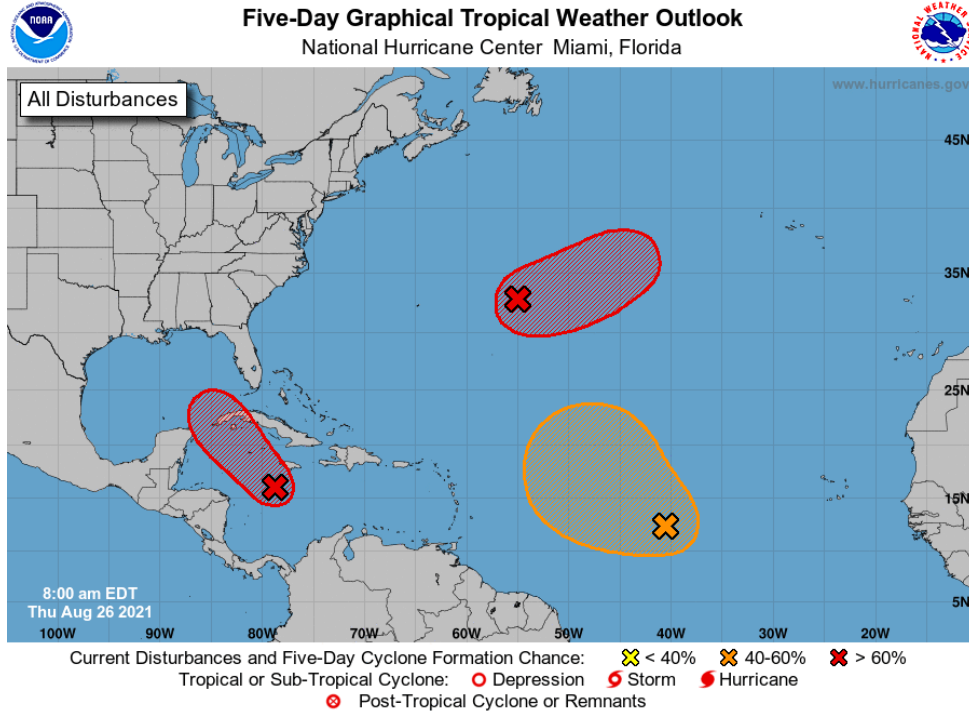 Five-Day Graphical Tropical Weather Outlook
National Hurricane Center Miami, Florida
NOAA
All Disturbances
www.hurricanes.gov
45N
35N
25N
15N
5N
8:00 am EDT
Thu Aug 26 2021
100W 90W 80W 70W 60W 50W 40W 30W 20W
Current Disturbances and Five-Day Cyclone Formation Chance: < 40% 40-60% > 60%
Tropical or Sub-Tropical Cyclone: Depression Storm Hurricane
Post-Tropical Cyclone or Remnants